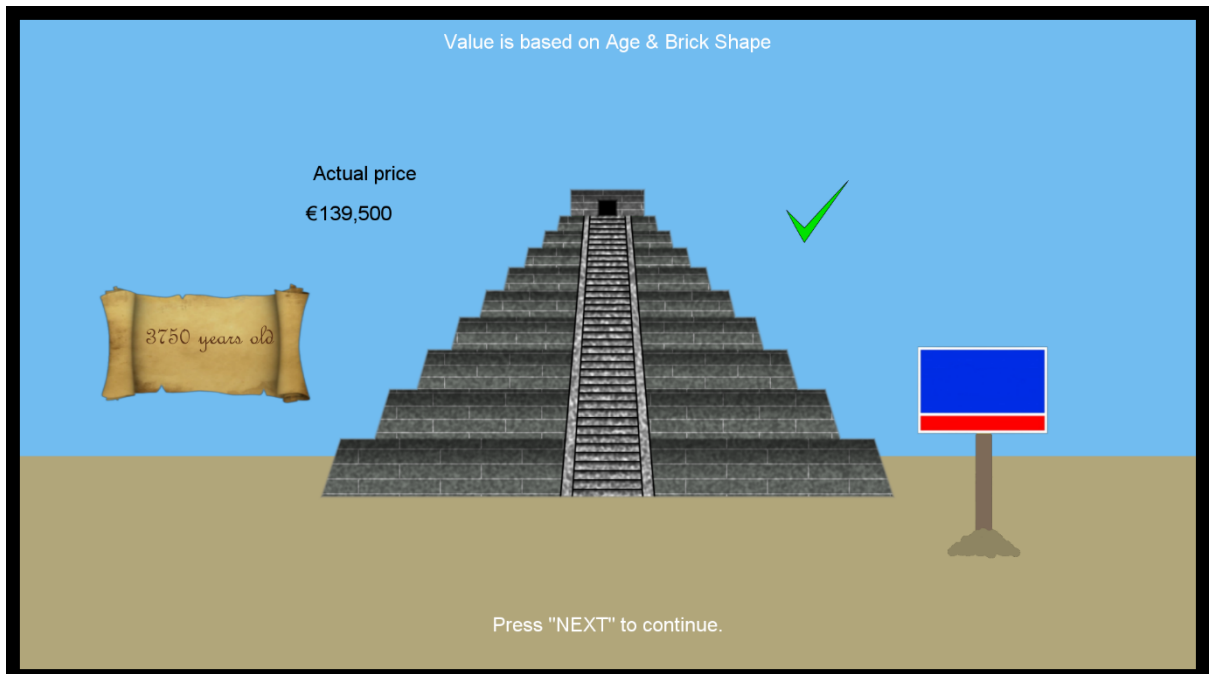 Value is based on Age & Brick Shape
Actual price
€139,500
3750 years old
Press "NEXT" to continue.